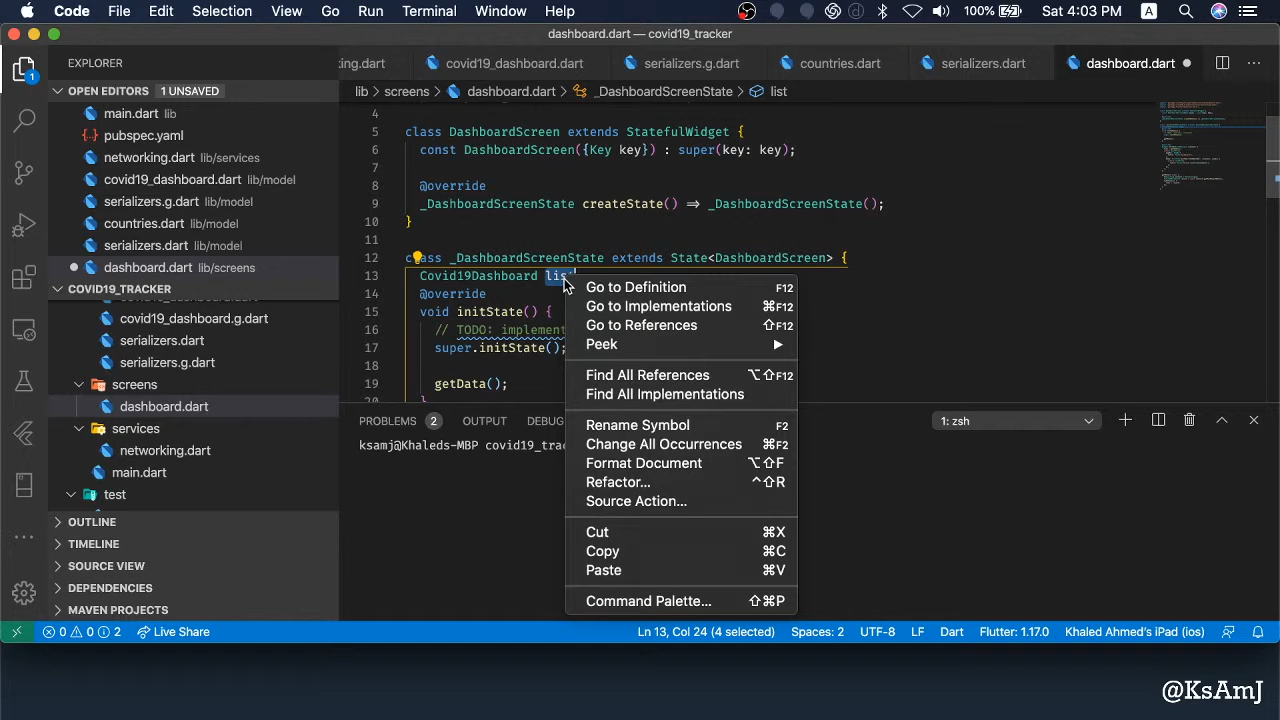 Code File Edit Selection View Go Run Terminal Window Help 100% Sat 4:03 PM A
dashboard.dart — covid19_tracker
EXPLORER
king.dart covid19_dashboard.dart serializers.g.dart countries.dart serializers.dart dashboard.dart
1
OPEN EDITORS 1 UNSAVED
lib > screens > dashboard.dart > _DashboardScreenState > list
main.dart lib
pubspec.yaml
networking.dart lib/services
covid19_dashboard.dart lib/model
serializers.g.dart lib/model
countries.dart lib/model
serializers.dart lib/model
dashboard.dart lib/screens
COVID19_TRACKER
covid19_dashboard.g.dart
serializers.dart
serializers.g.dart
screens
dashboard.dart
services
networking.dart
main.dart
test
OUTLINE
TIMELINE
SOURCE VIEW
DEPENDENCIES
MAVEN PROJECTS
4
5 class DashboardScreen extends StatefulWidget {
6 const DashboardScreen({Key key}) : super(key: key);
7
8 @override
9 _DashboardScreenState createState() => _DashboardScreenState();
10 }
11
12 class _DashboardScreenState extends State<DashboardScreen> {
13 Covid19Dashboard list
14 @override
15 void initState() {
16 // TODO: implement
17 super.initState();
18
19 getData();
20 }
Go to Definition F12
Go to Implementations ⌘F12
Go to References ⇧F12
Peek
Find All References ⌥⇧F12
Find All Implementations
Rename Symbol F2
Change All Occurrences ⌘F2
Format Document ⌥⇧F
Refactor... ^⇧R
Source Action...
Cut ⌘X
Copy ⌘C
Paste ⌘V
Command Palette... ⇧⌘P
PROBLEMS 2 OUTPUT DEBUG 1: zsh
ksamj@Khaleds-MBP covid19_trac
0 0 2 Live Share Ln 13, Col 24 (4 selected) Spaces: 2 UTF-8 LF Dart Flutter: 1.17.0 Khaled Ahmed's iPad (ios)
@KsAmJ